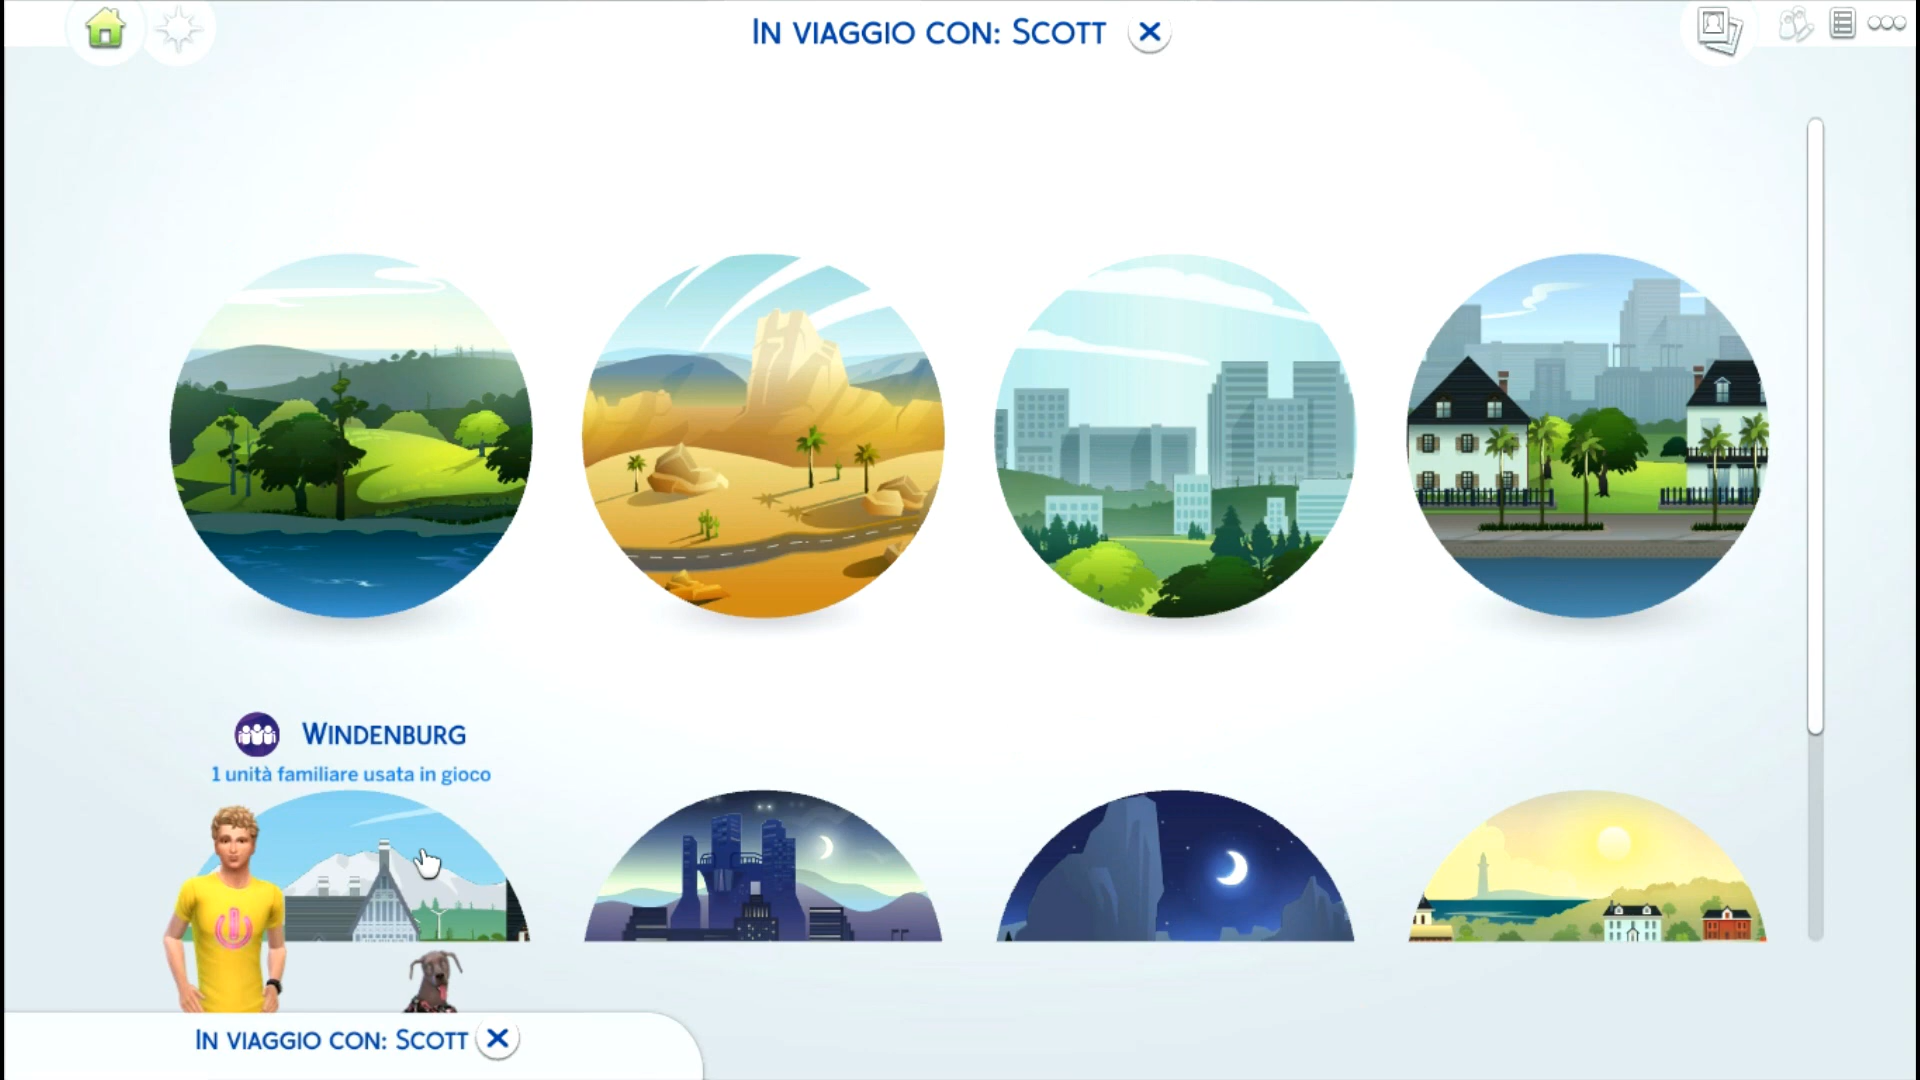 In viaggio con: Scott
Windenburg
1 unità familiare usata in gioco
In viaggio con: Scott